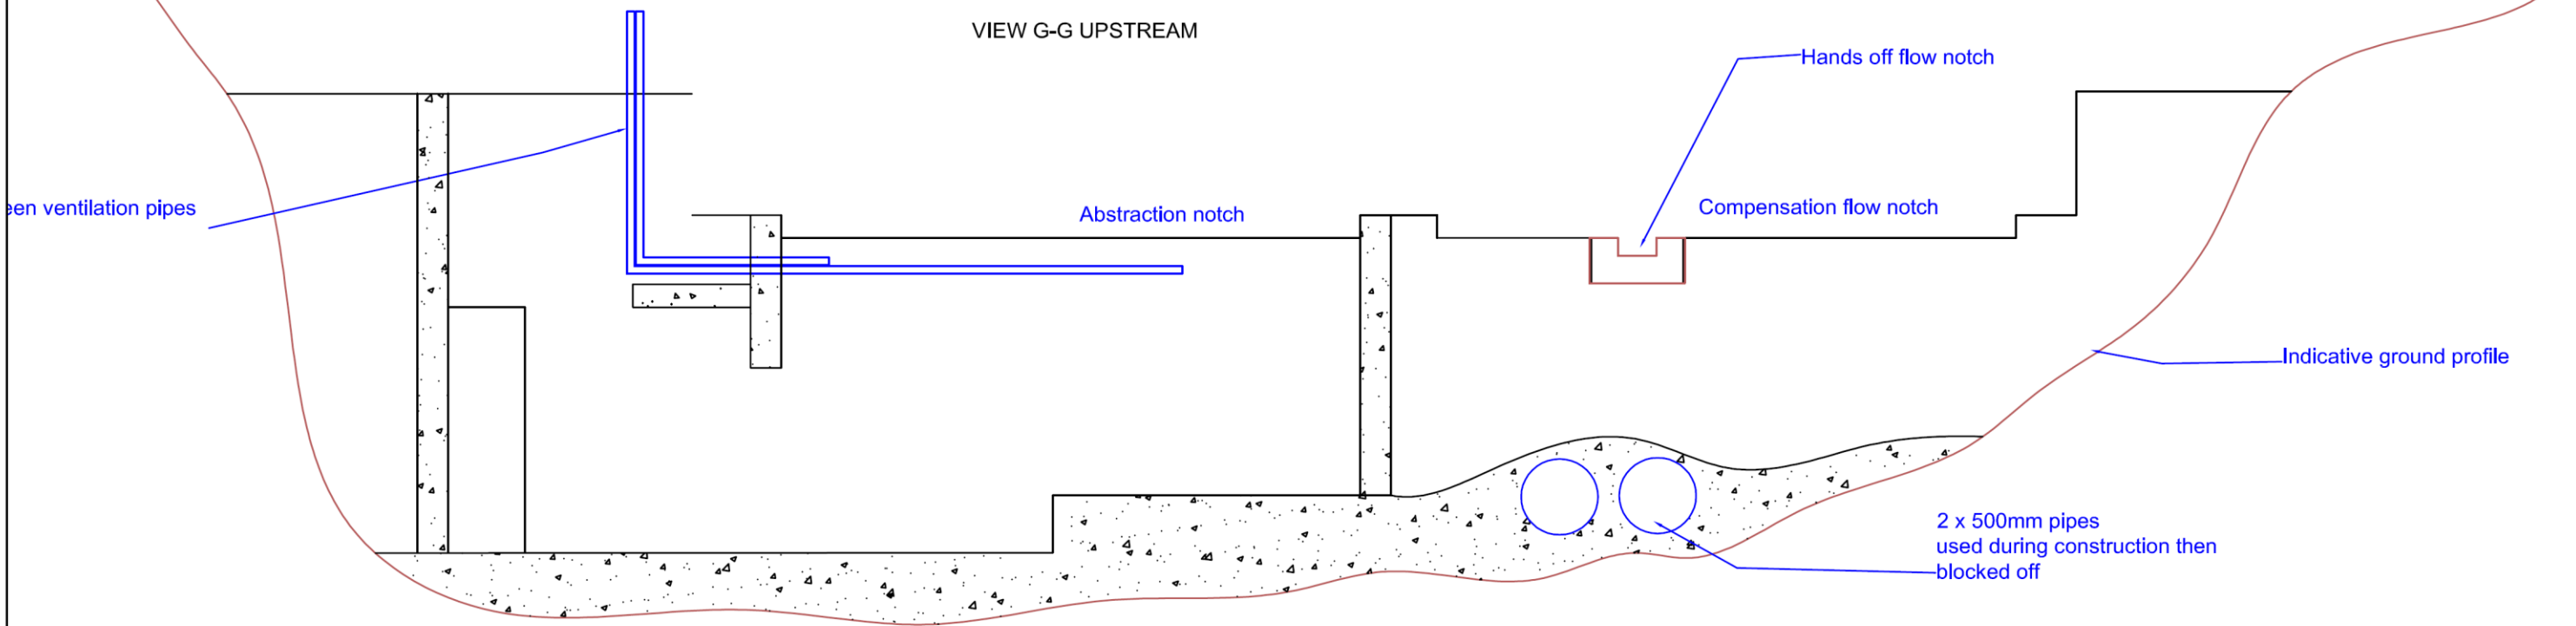 VIEW G-G UPSTREAM
Hands off flow notch
ventilation pipes
Abstraction notch
Compensation flow notch
Indicative ground profile
2 x 500mm pipes
used during construction then
blocked off